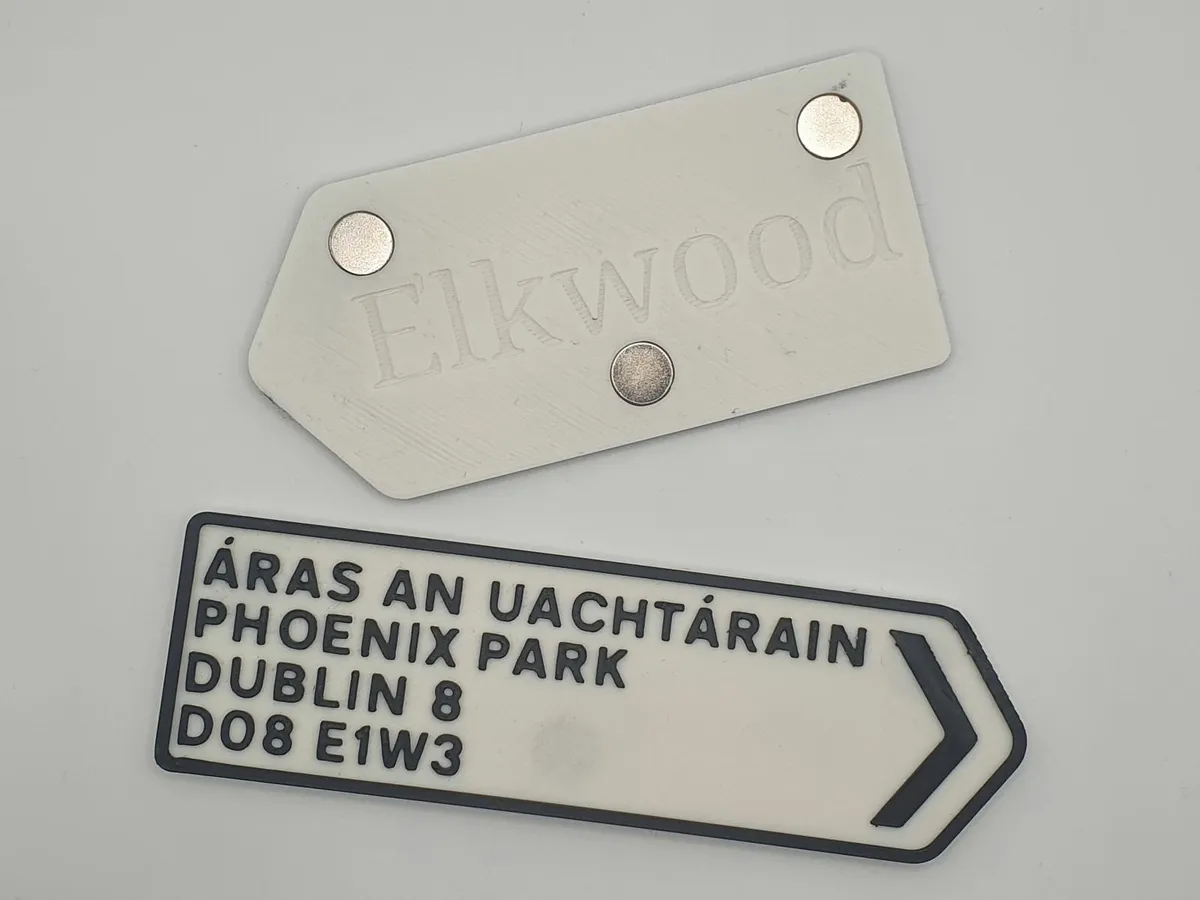 Elkwood
ÁRAS AN UACHTÁRAIN
PHOENIX PARK
DUBLIN 8
D08 E1W3